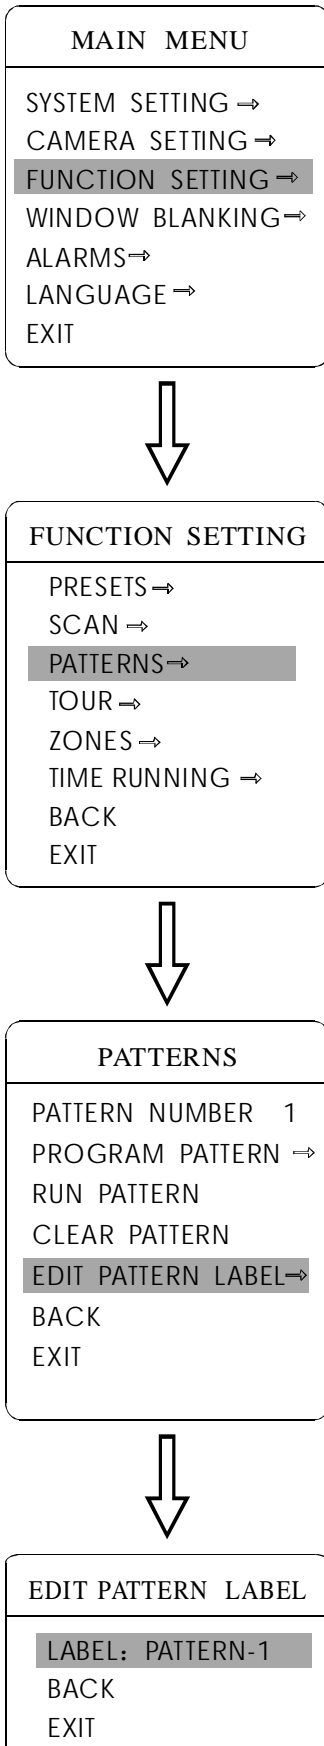 MAIN MENU
SYSTEM SETTING ⇒
CAMERA SETTING ⇒
FUNCTION SETTING ⇒
WINDOW BLANKING ⇒
ALARMS ⇒
LANGUAGE ⇒
EXIT
FUNCTION SETTING
PRESETS ⇒
SCAN ⇒
PATTERNS ⇒
TOUR ⇒
ZONES ⇒
TIME RUNNING ⇒
BACK
EXIT
PATTERNS
PATTERN NUMBER 1
PROGRAM PATTERN ⇒
RUN PATTERN
CLEAR PATTERN
EDIT PATTERN LABEL ⇒
BACK
EXIT
EDIT PATTERN LABEL
LABEL: PATTERN-1
BACK
EXIT